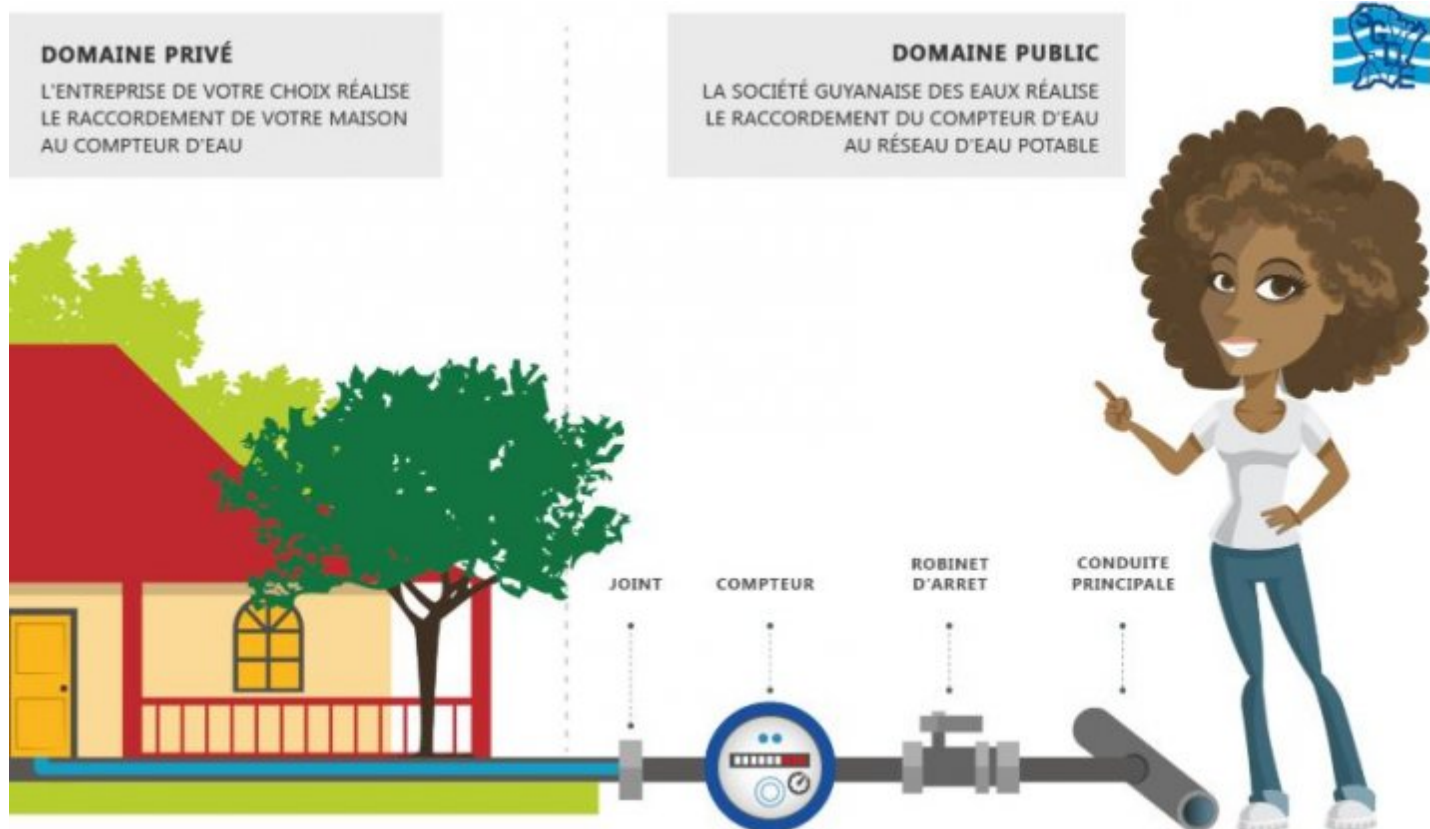 DOMAINE PRIVÉ
L'ENTREPRISE DE VOTRE CHOIX RÉALISE
LE RACCORDEMENT DE VOTRE MAISON
AU COMPTEUR D'EAU
DOMAINE PUBLIC
LA SOCIÉTÉ GUYANAISE DES EAUX RÉALISE
LE RACCORDEMENT DU COMPTEUR D'EAU
AU RÉSEAU D'EAU POTABLE
SGDE
JOINT
COMPTEUR
ROBINET
D'ARRET
CONDUITE
PRINCIPALE